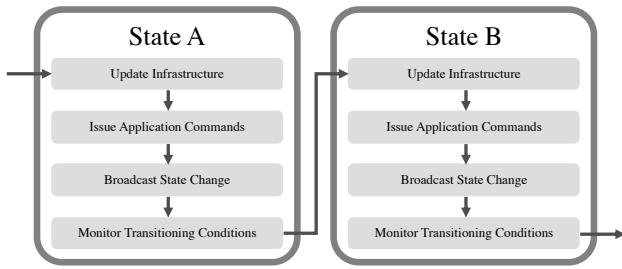 State A
Update Infrastructure
Issue Application Commands
Broadcast State Change
Monitor Transitioning Conditions
State B
Update Infrastructure
Issue Application Commands
Broadcast State Change
Monitor Transitioning Conditions